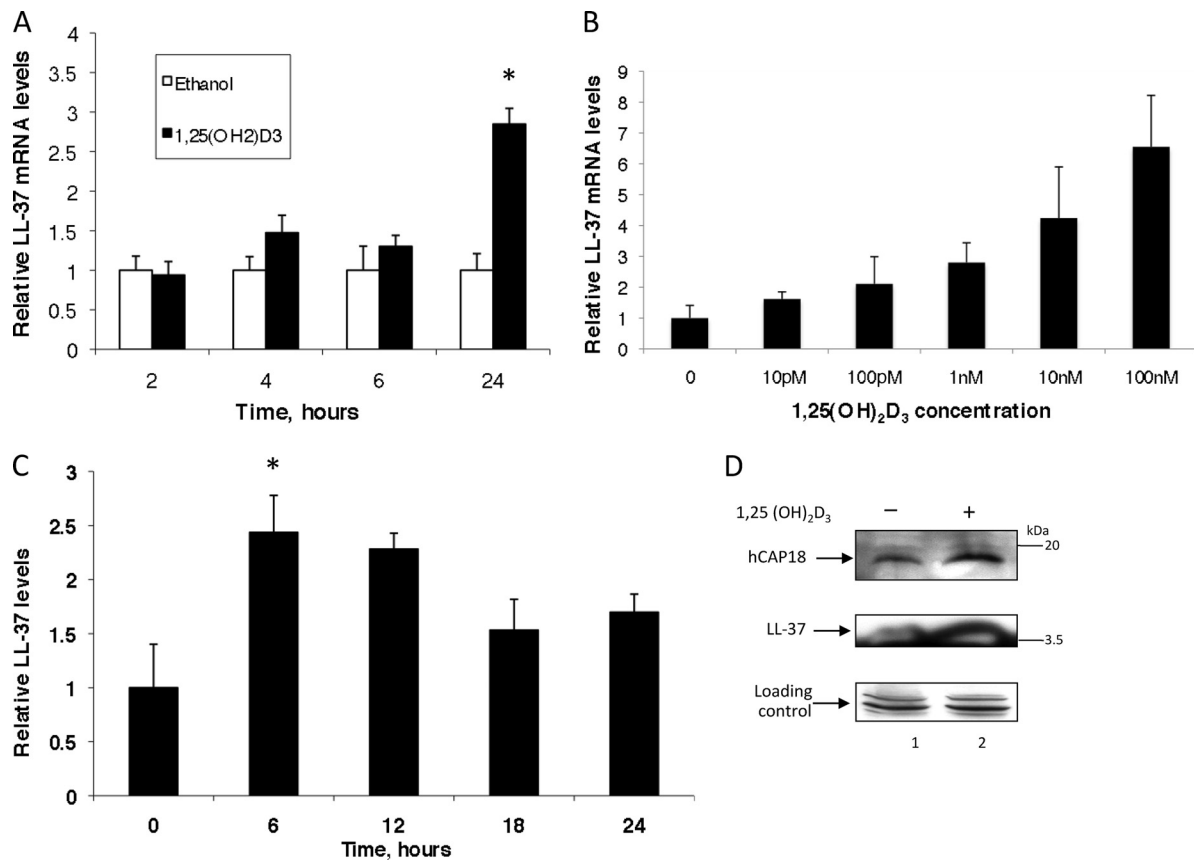 A
Relative LL-37 mRNA levels
4
3.5
3
2.5
2
1.5
1
0.5
0
Ethanol
1,25(OH2)D3
*
2 4 6 24
Time, hours
B
Relative LL-37 mRNA levels
9
8
7
6
5
4
3
2
1
0
0 10pM 100pM 1nM 10nM 100nM
1,25(OH)₂D₃ concentration
C
Relative LL-37 levels
3
2.5
2
1.5
1
0.5
0
*
0 6 12 18 24
Time, hours
D
1,25 (OH)₂D₃ − +
kDa
hCAP18 20
LL-37 3.5
Loading
control
1 2